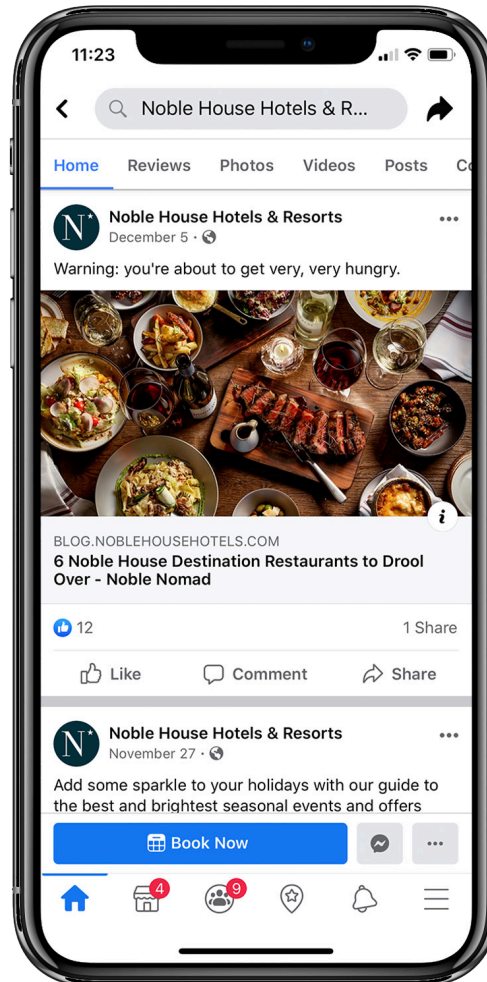 11:23
Noble House Hotels & R...
Home Reviews Photos Videos Posts Co
N
Noble House Hotels & Resorts
December 5 ·
Warning: you're about to get very, very hungry.
i
BLOG.NOBLEHOUSEHOTELS.COM
6 Noble House Destination Restaurants to Drool
Over - Noble Nomad
12 1 Share
Like Comment Share
N
Noble House Hotels & Resorts
November 27 ·
Add some sparkle to your holidays with our guide to
the best and brightest seasonal events and offers
Book Now
4 9